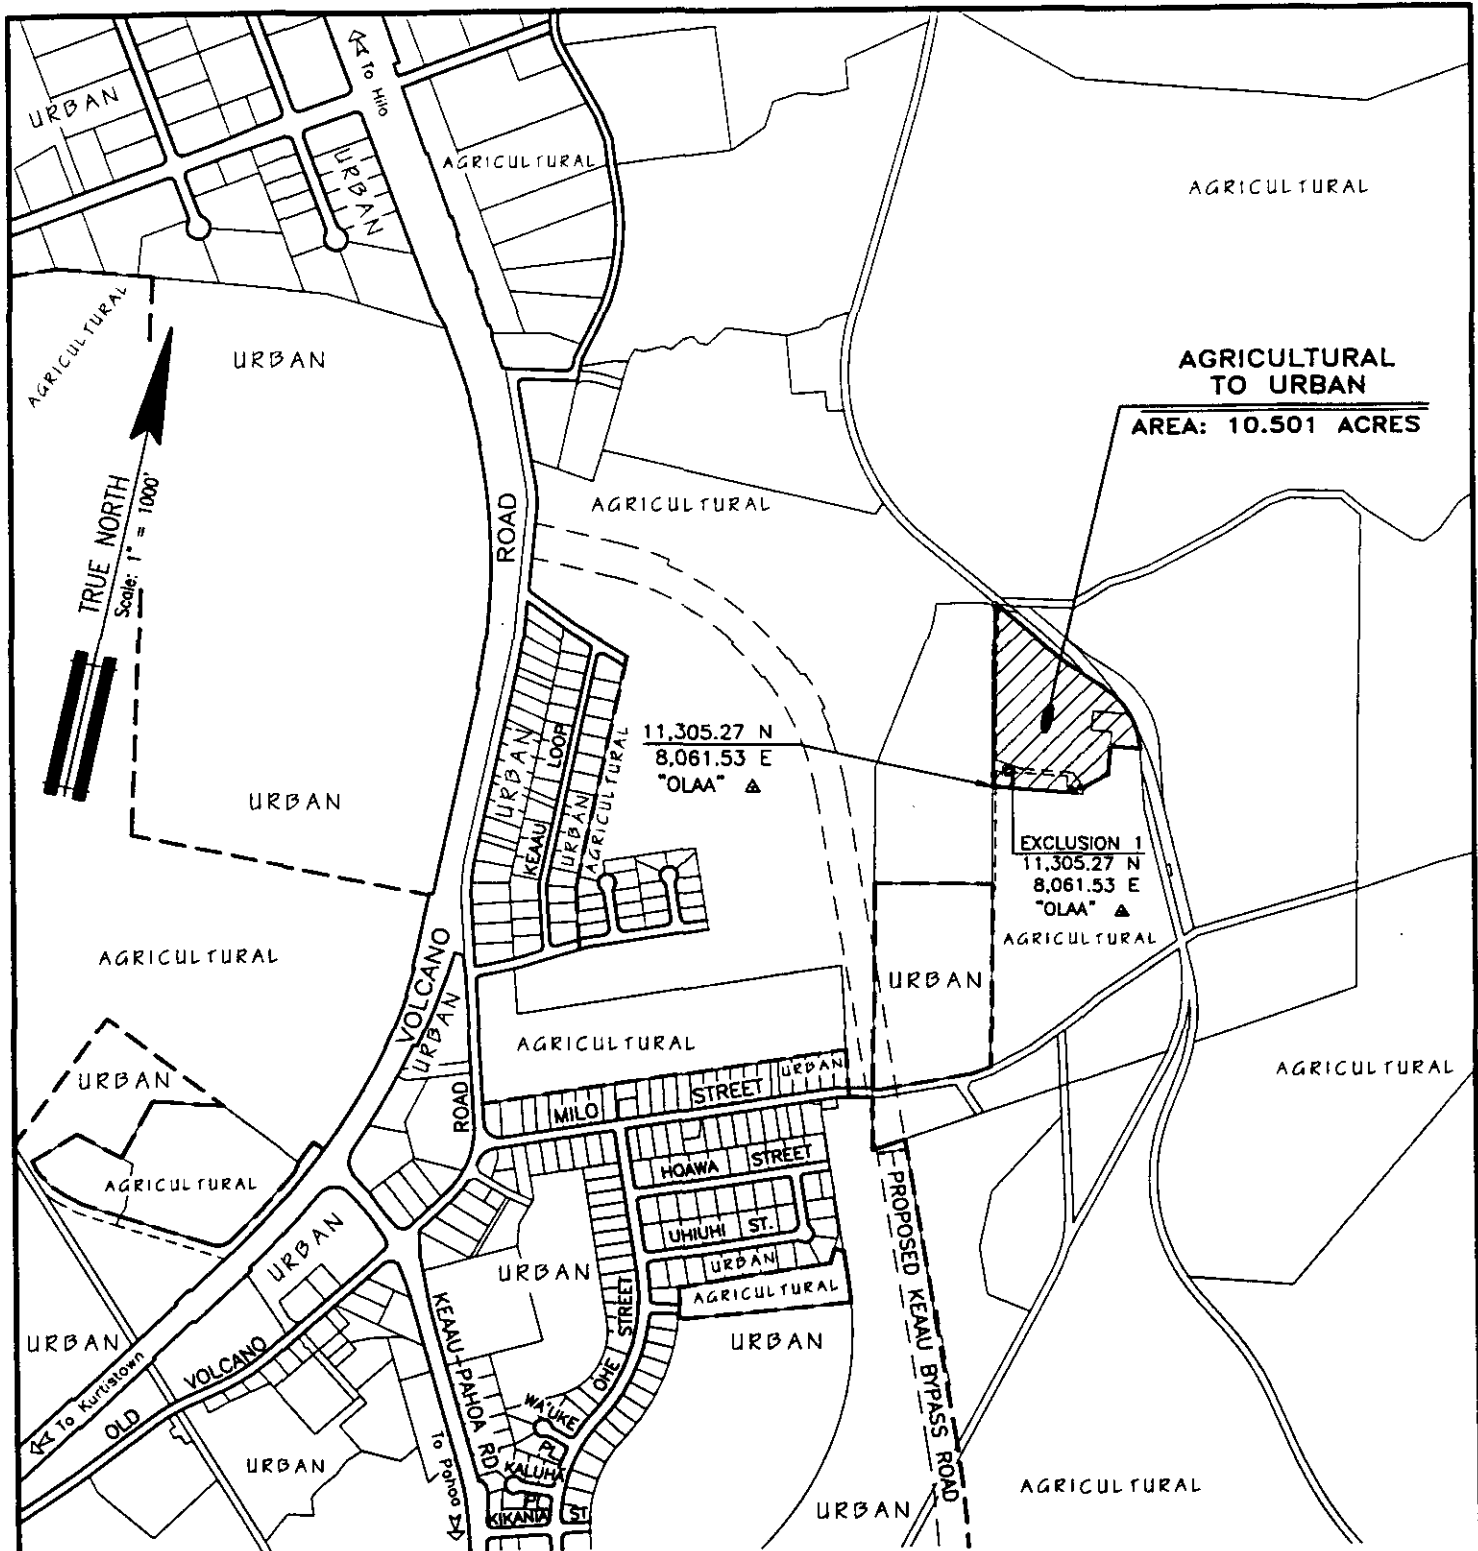 To Hilo
URBAN
URBAN
AGRICULTURAL
AGRICULTURAL
AGRICULTURAL
URBAN
AGRICULTURAL
TO URBAN
AREA: 10.501 ACRES
TRUE NORTH
Scale: 1" = 1000'
ROAD
AGRICULTURAL
URBAN
KEAAU LOOP
URBAN
AGRICULTURAL
11,305.27 N
8,061.53 E
"OLAA"
URBAN
EXCLUSION 1
11,305.27 N
8,061.53 E
"OLAA"
AGRICULTURAL
AGRICULTURAL
VOLCANO
URBAN
ROAD
URBAN
AGRICULTURAL
URBAN
AGRICULTURAL
URBAN
MILO STREET
HOAWA STREET
UHIUHI ST.
URBAN
AGRICULTURAL
AGRICULTURAL
URBAN
URBAN
OHE STREET
URBAN
PROPOSED KEAAU BYPASS ROAD
URBAN
To Kurtistown
OLD VOLCANO
KEAAU-PAHOA RD
To Pahoa
WA'UKE PL
KALUHA PL
KIKANIA ST
URBAN
URBAN
AGRICULTURAL